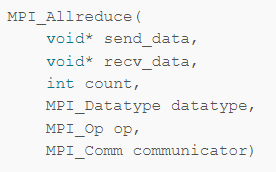 MPI_Allreduce(
    void* send_data,
    void* recv_data,
    int count,
    MPI_Datatype datatype,
    MPI_Op op,
    MPI_Comm communicator)